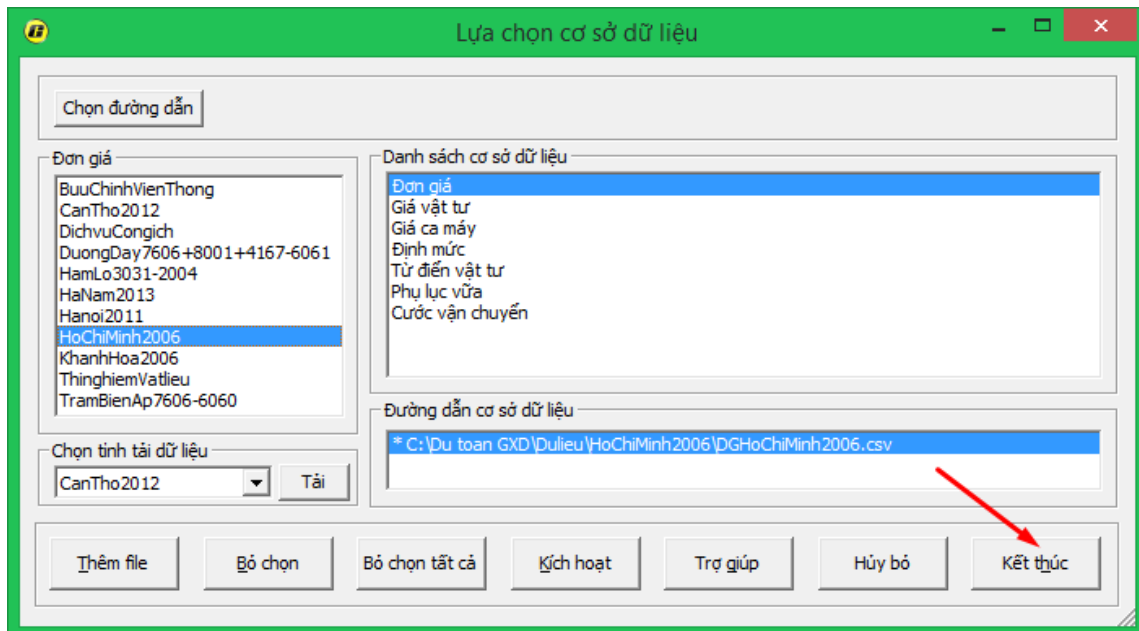 Lựa chọn cơ sở dữ liệu
Chọn đường dẫn
Đơn giá
BuuChinhVienThong
CanTho2012
DichvuCongich
DuongDay7606+8001+4167-6061
HamLo3031-2004
HaNam2013
Hanoi2011
HoChiMinh2006
KhanhHoa2006
ThinghiemVatlieu
TramBienAp7606-6060
Danh sách cơ sở dữ liệu
Đơn giá
Giá vật tư
Giá ca máy
Định mức
Từ điển vật tư
Phụ lục vữa
Cước vận chuyển
Đường dẫn cơ sở dữ liệu
* C:\Du toan GXD\Dulieu\HoChiMinh2006\DGHoChiMinh2006.csv
Chọn tỉnh tải dữ liệu
CanTho2012
Tải
Thêm file
Bỏ chọn
Bỏ chọn tất cả
Kích hoạt
Trợ giúp
Hủy bỏ
Kết thúc